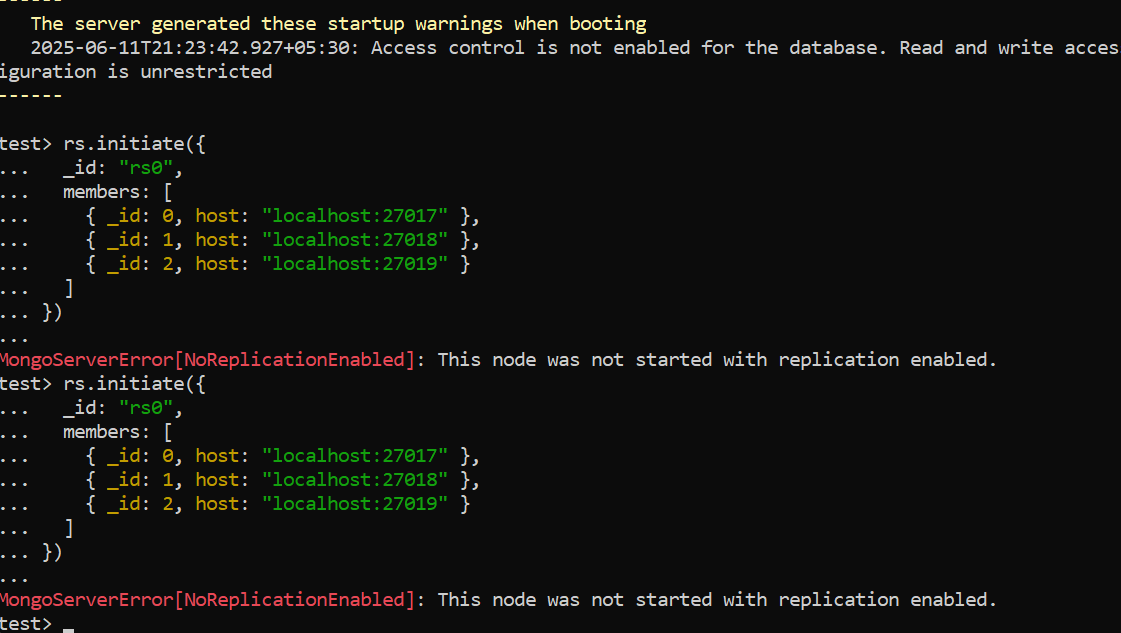 ------
The server generated these startup warnings when booting
2025-06-11T21:23:42.927+05:30: Access control is not enabled for the database. Read and write acces
iguration is unrestricted
------
test> rs.initiate({
...   _id: "rs0",
...   members: [
...     { _id: 0, host: "localhost:27017" },
...     { _id: 1, host: "localhost:27018" },
...     { _id: 2, host: "localhost:27019" }
...   ]
... })
...
MongoServerError[NoReplicationEnabled]: This node was not started with replication enabled.
test> rs.initiate({
...   _id: "rs0",
...   members: [
...     { _id: 0, host: "localhost:27017" },
...     { _id: 1, host: "localhost:27018" },
...     { _id: 2, host: "localhost:27019" }
...   ]
... })
...
MongoServerError[NoReplicationEnabled]: This node was not started with replication enabled.
test>